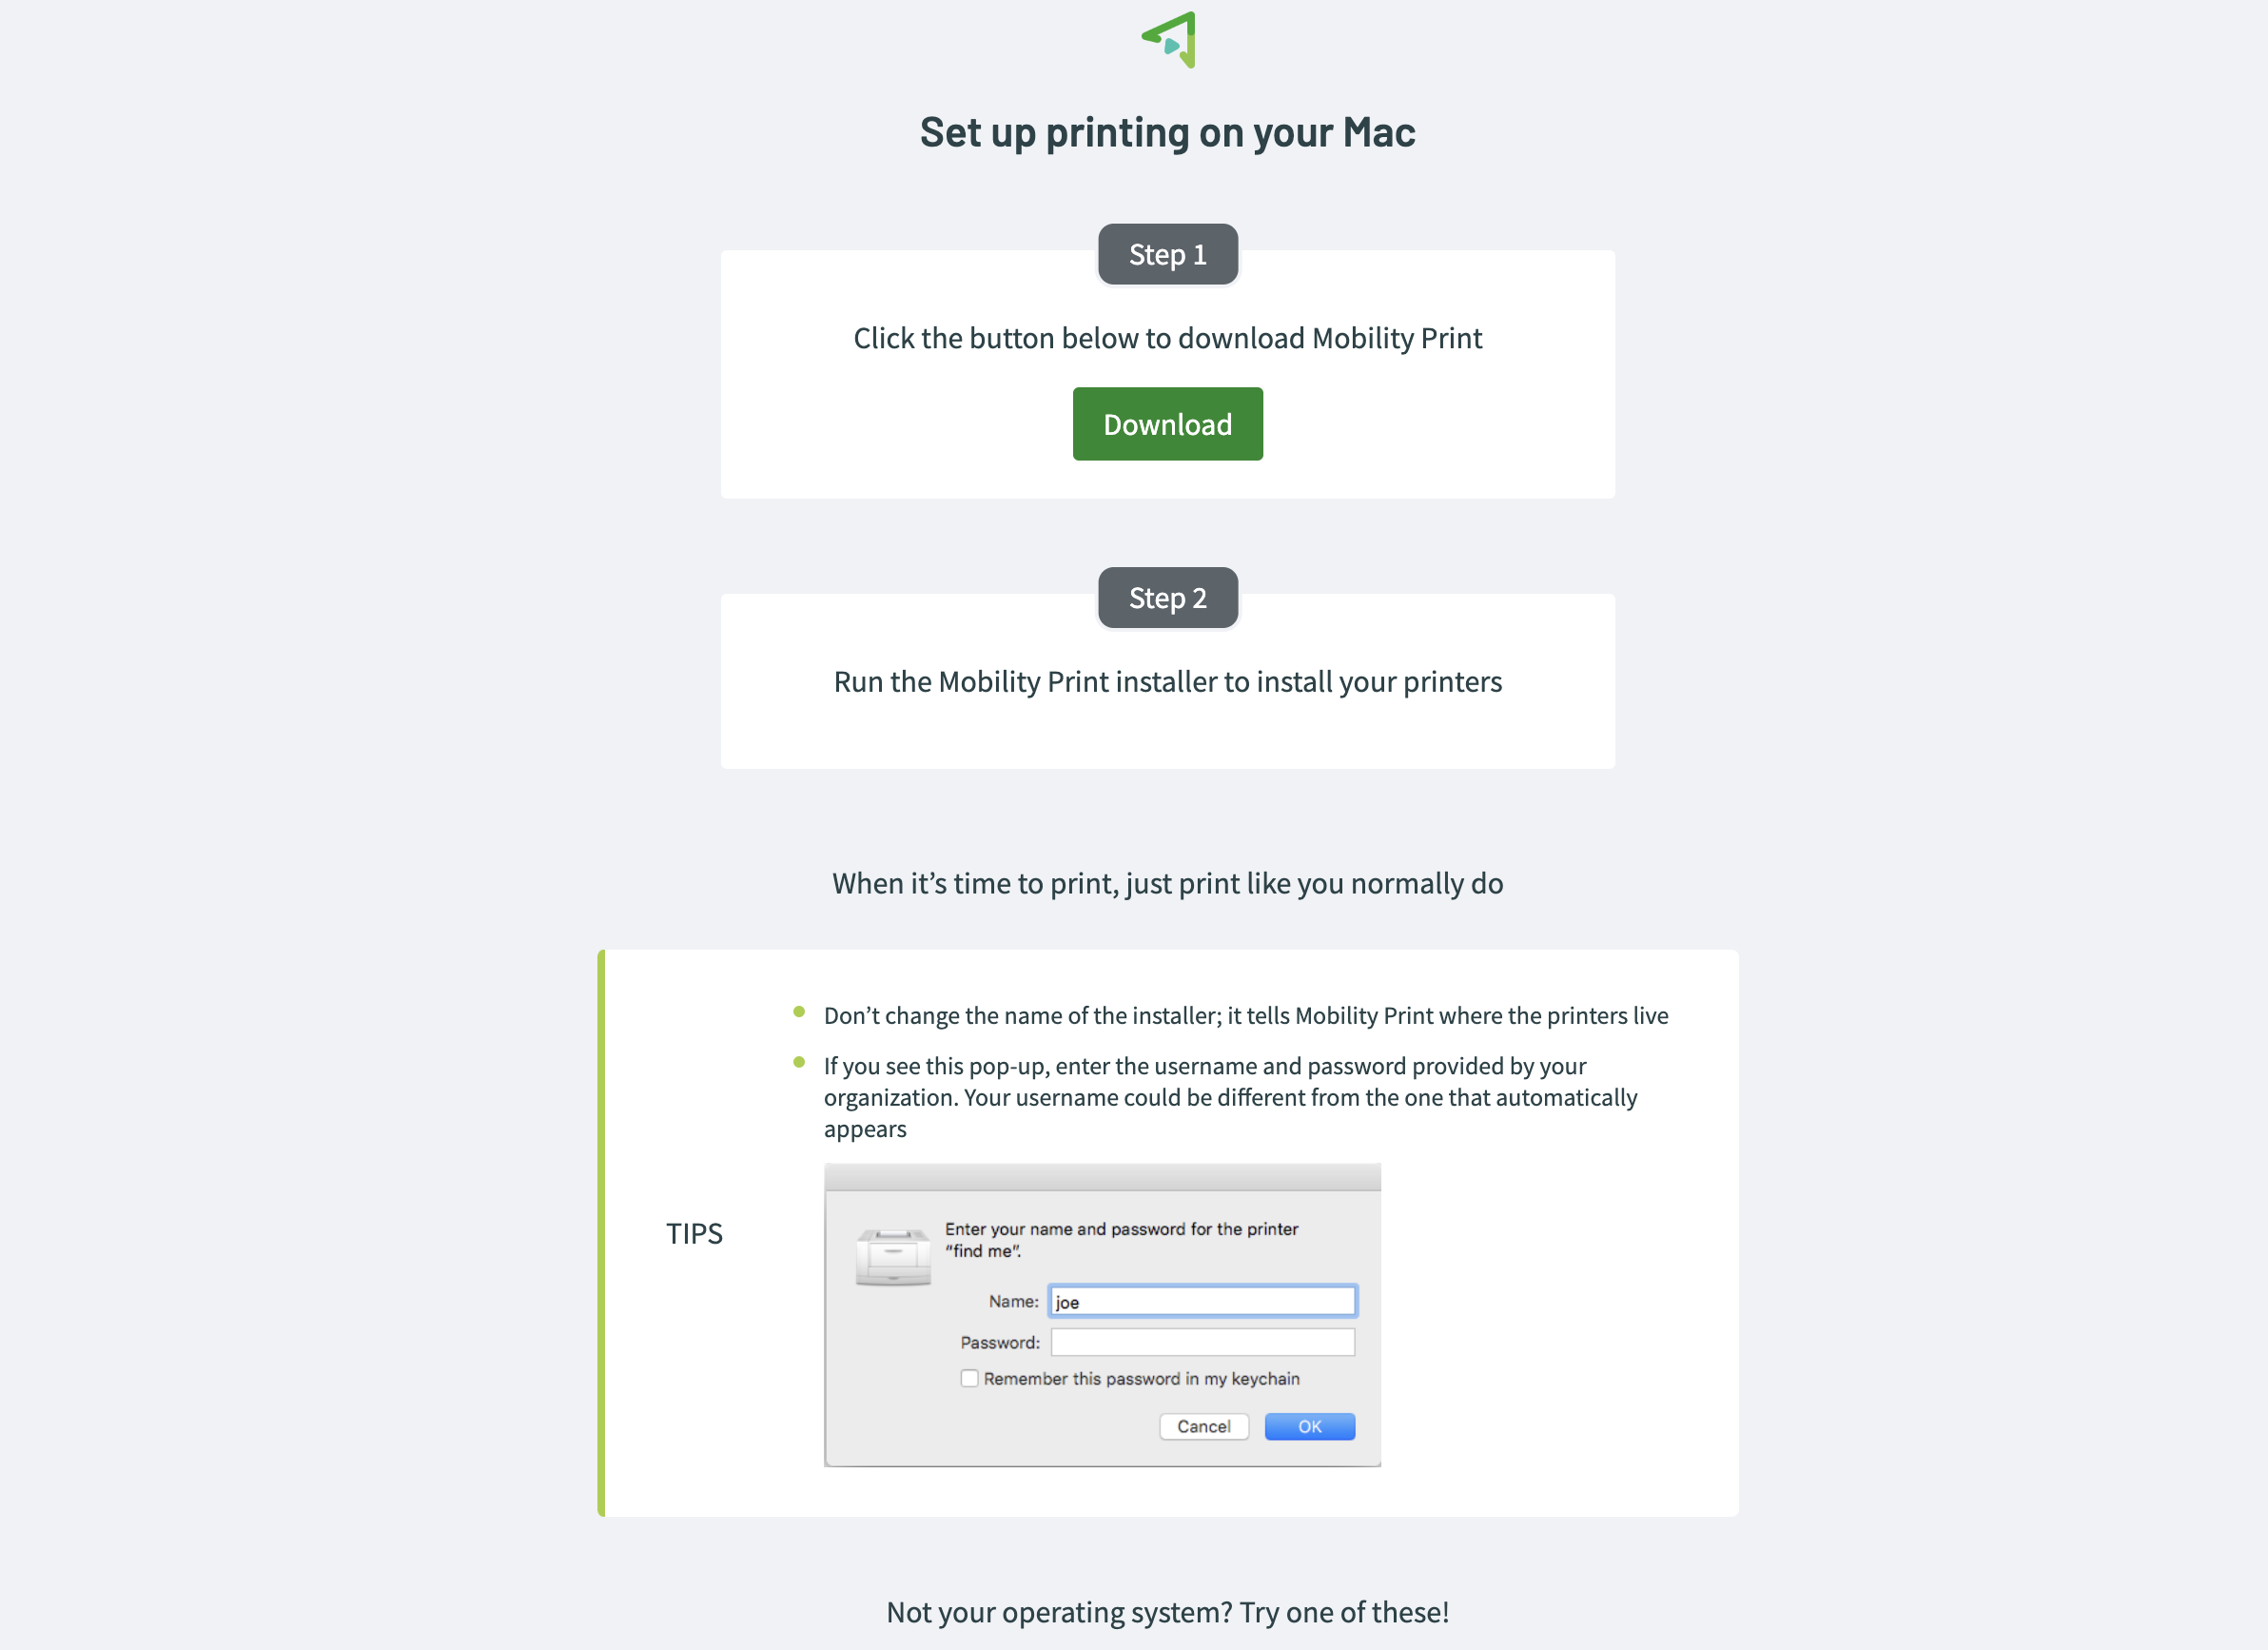 Set up printing on your Mac
Step 1
Click the button below to download Mobility Print
Download
Step 2
Run the Mobility Print installer to install your printers
When it’s time to print, just print like you normally do
TIPS
Don’t change the name of the installer; it tells Mobility Print where the printers live
If you see this pop-up, enter the username and password provided by your
organization. Your username could be different from the one that automatically
appears
Enter your name and password for the printer
“find me”.
Name: joe
Password:
Remember this password in my keychain
Cancel OK
Not your operating system? Try one of these!